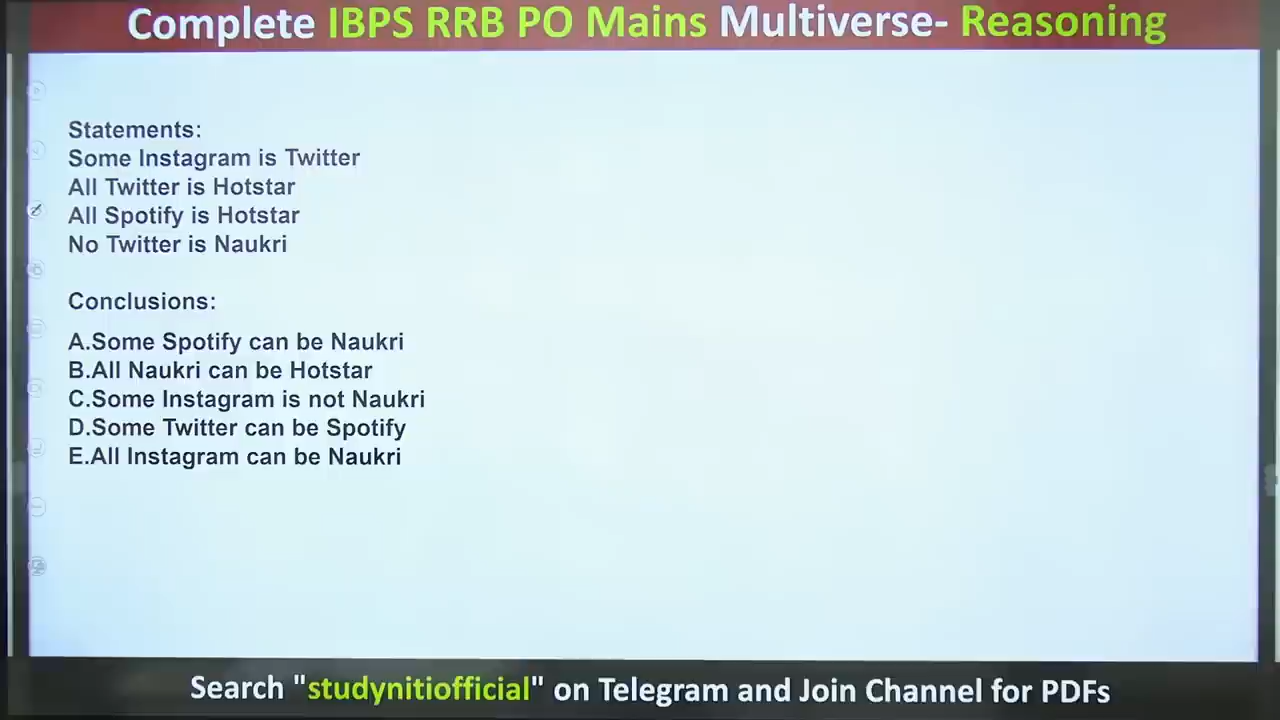 Complete IBPS RRB PO Mains Multiverse- Reasoning
Statements:
Some Instagram is Twitter
All Twitter is Hotstar
All Spotify is Hotstar
No Twitter is Naukri
Conclusions:
A.Some Spotify can be Naukri
B.All Naukri can be Hotstar
C.Some Instagram is not Naukri
D.Some Twitter can be Spotify
E.All Instagram can be Naukri
Search "studynitiofficial" on Telegram and Join Channel for PDFs